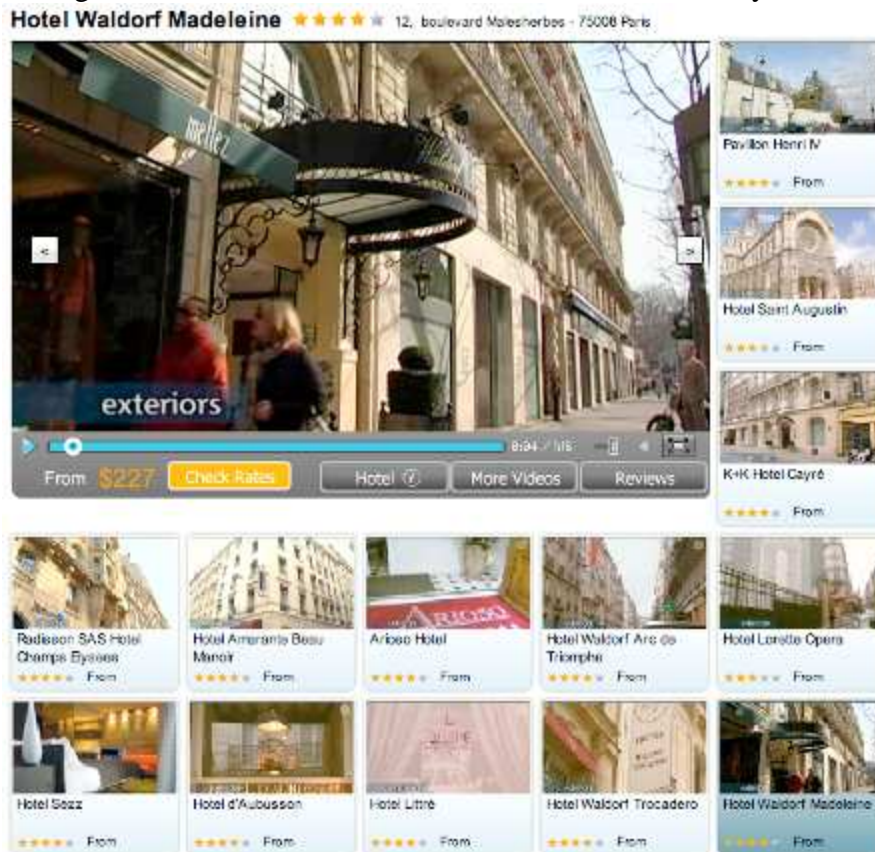 Hotel Waldorf Madeleine 12, boulevard Malesherbes - 75008 Paris
mellez
exteriors
From $227 Check Rates Hotel More Videos Reviews
Pavillon Henri IV
From
Hotel Saint Augustin
From
K+K Hotel Cayré
From
Radisson SAS Hotel
Champs Elysees
From
Hotel Amarante Beau
Manoir
From
ARIOSO
Arioso Hotel
From
Hotel Waldorf Arc de
Triomphe
From
Hotel Lorette Opera
From
Hotel Sezz
From
Hotel d'Aubusson
From
Hotel Littré
From
Hotel Waldorf Trocadero
From
Hotel Waldorf Madeleine
From